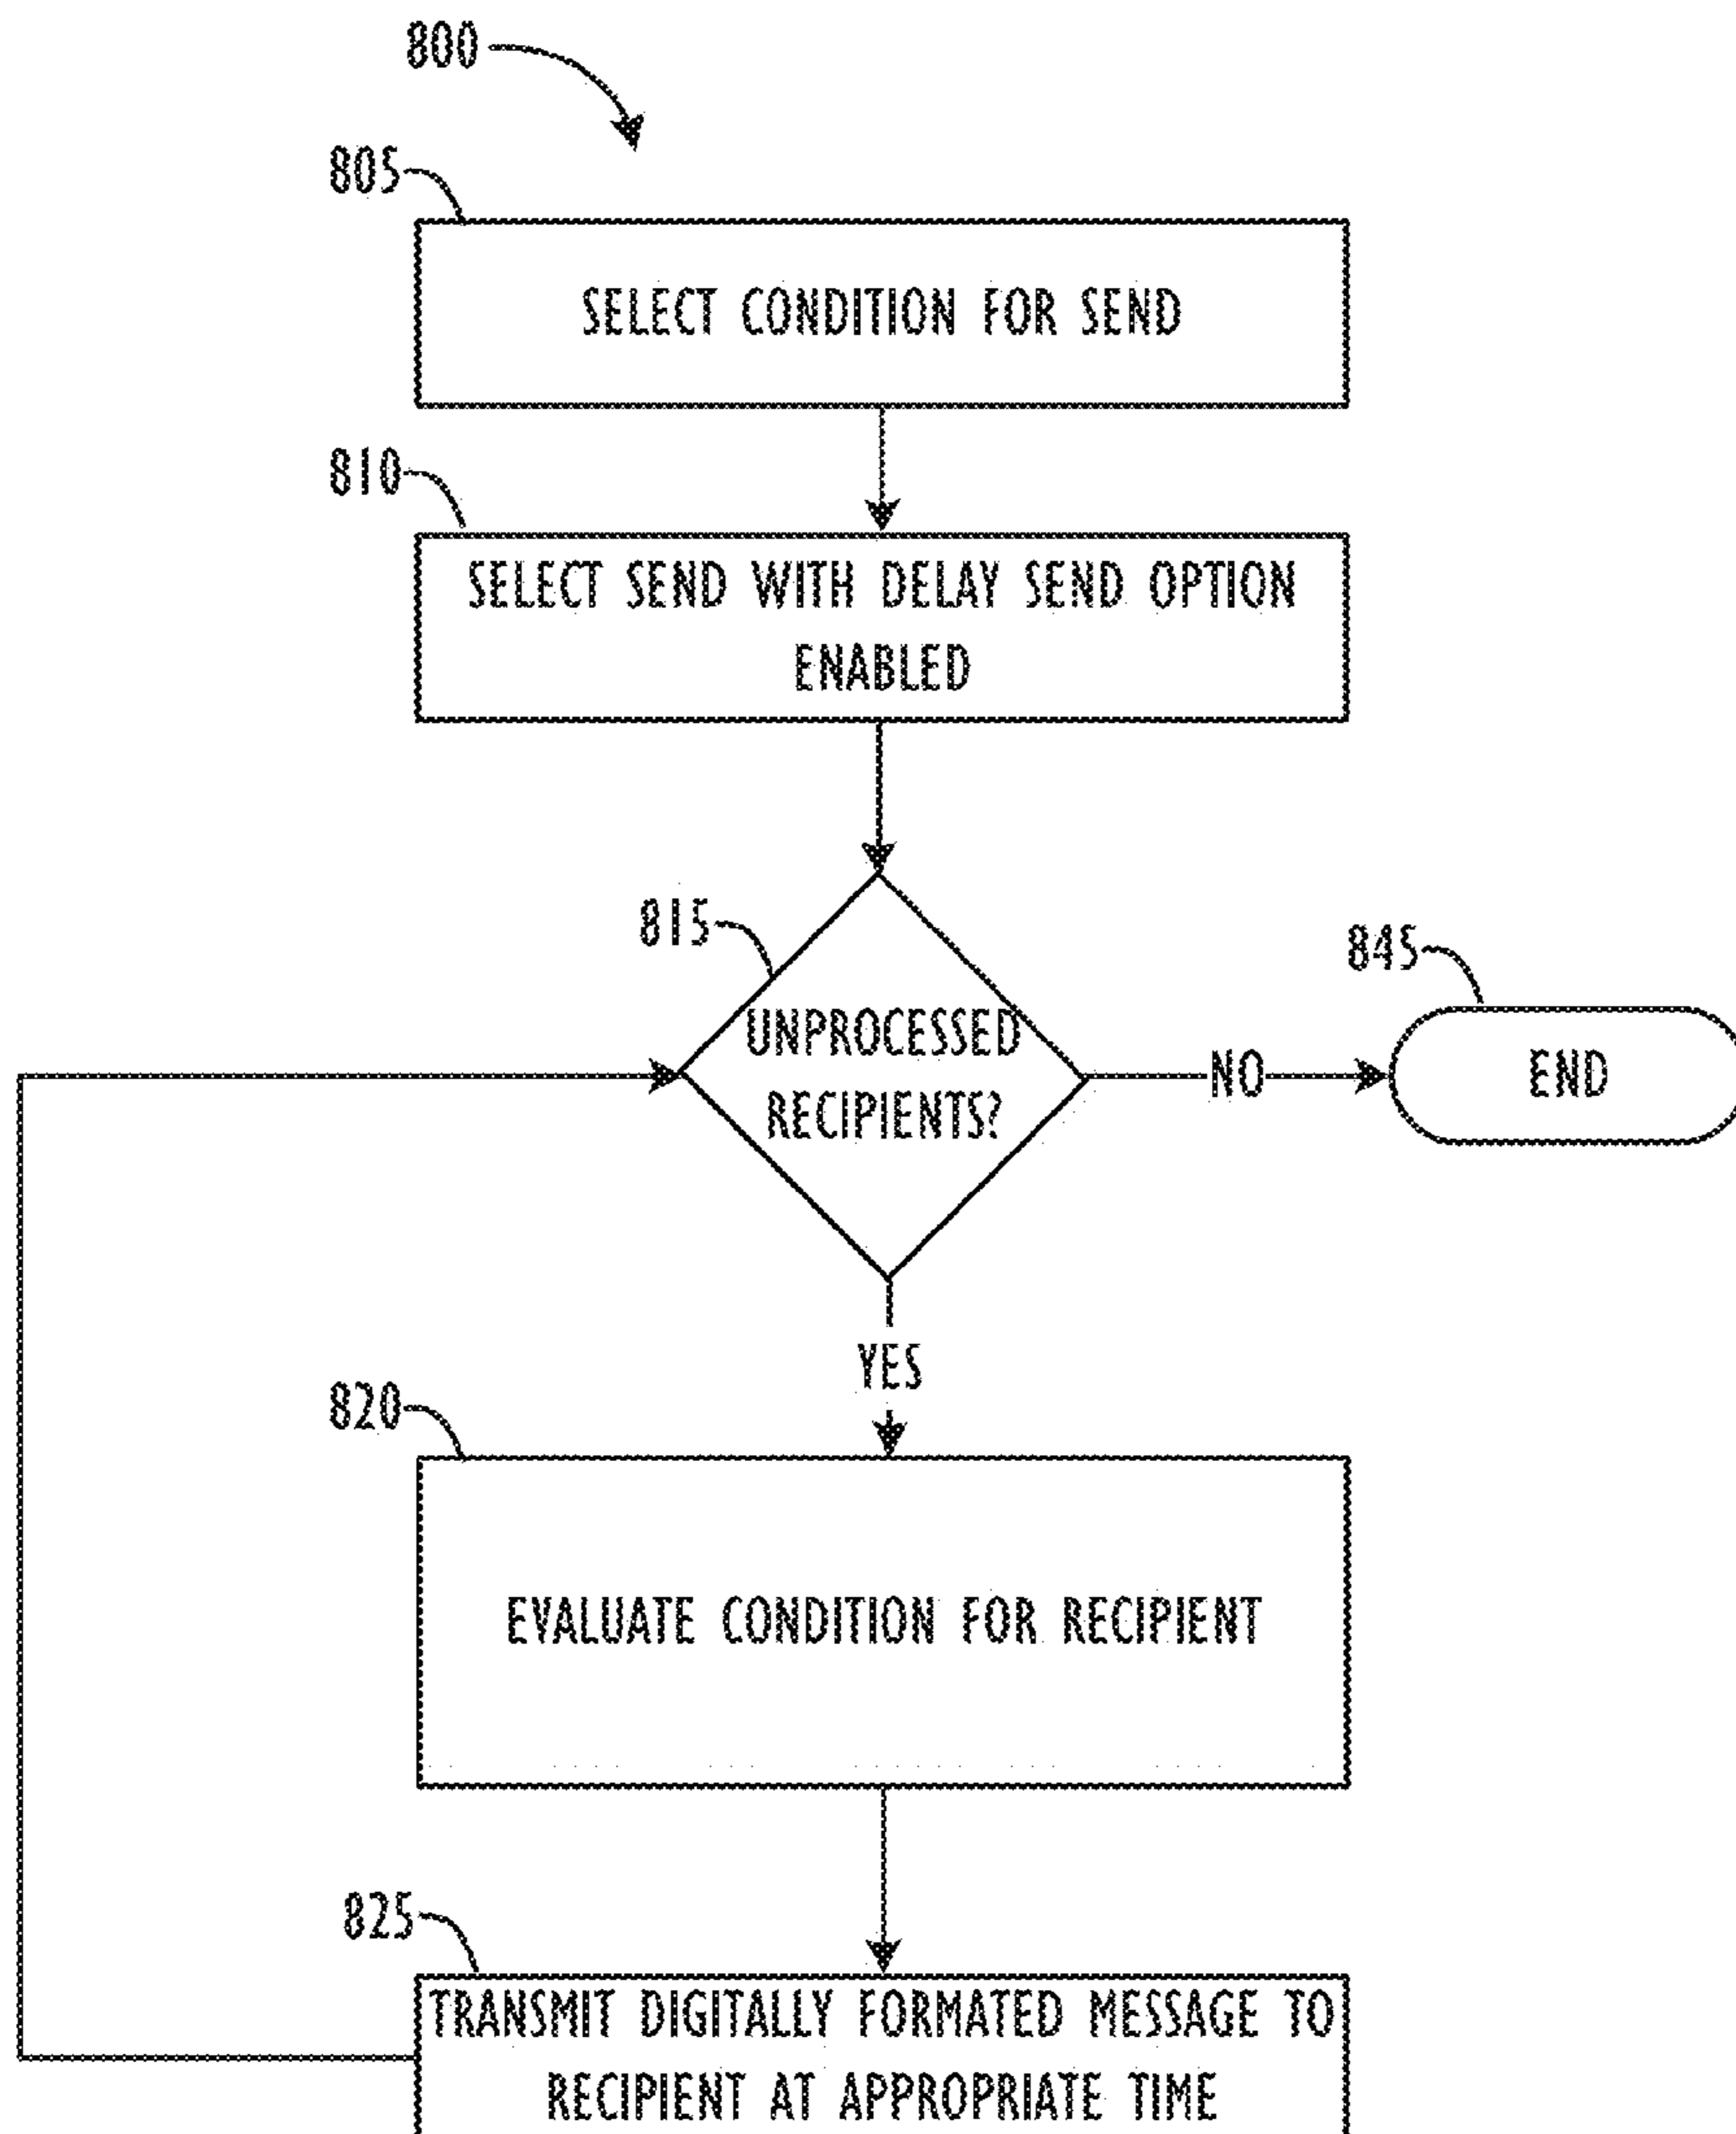 800
805
SELECT CONDITION FOR SEND
810
SELECT SEND WITH DELAY SEND OPTION
ENABLED
815
UNPROCESSED
RECIPIENTS?
NO
845
END
YES
820
EVALUATE CONDITION FOR RECIPIENT
825
TRANSMIT DIGITALLY FORMATED MESSAGE TO
RECIPIENT AT APPROPRIATE TIME